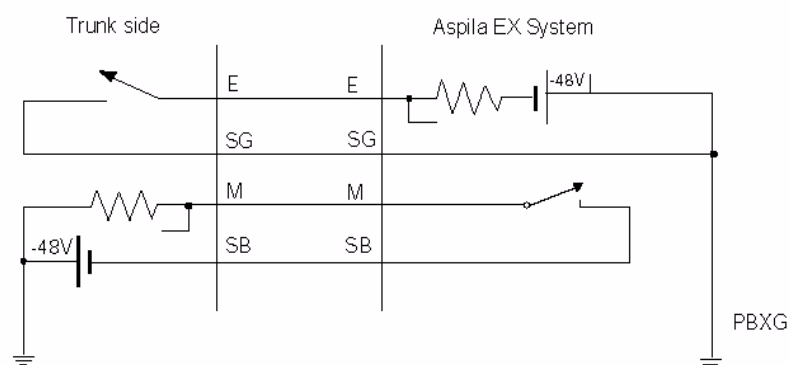 Trunk side
Aspila EX System
E E
-48V
SG SG
M M
-48V
SB SB
PBXG